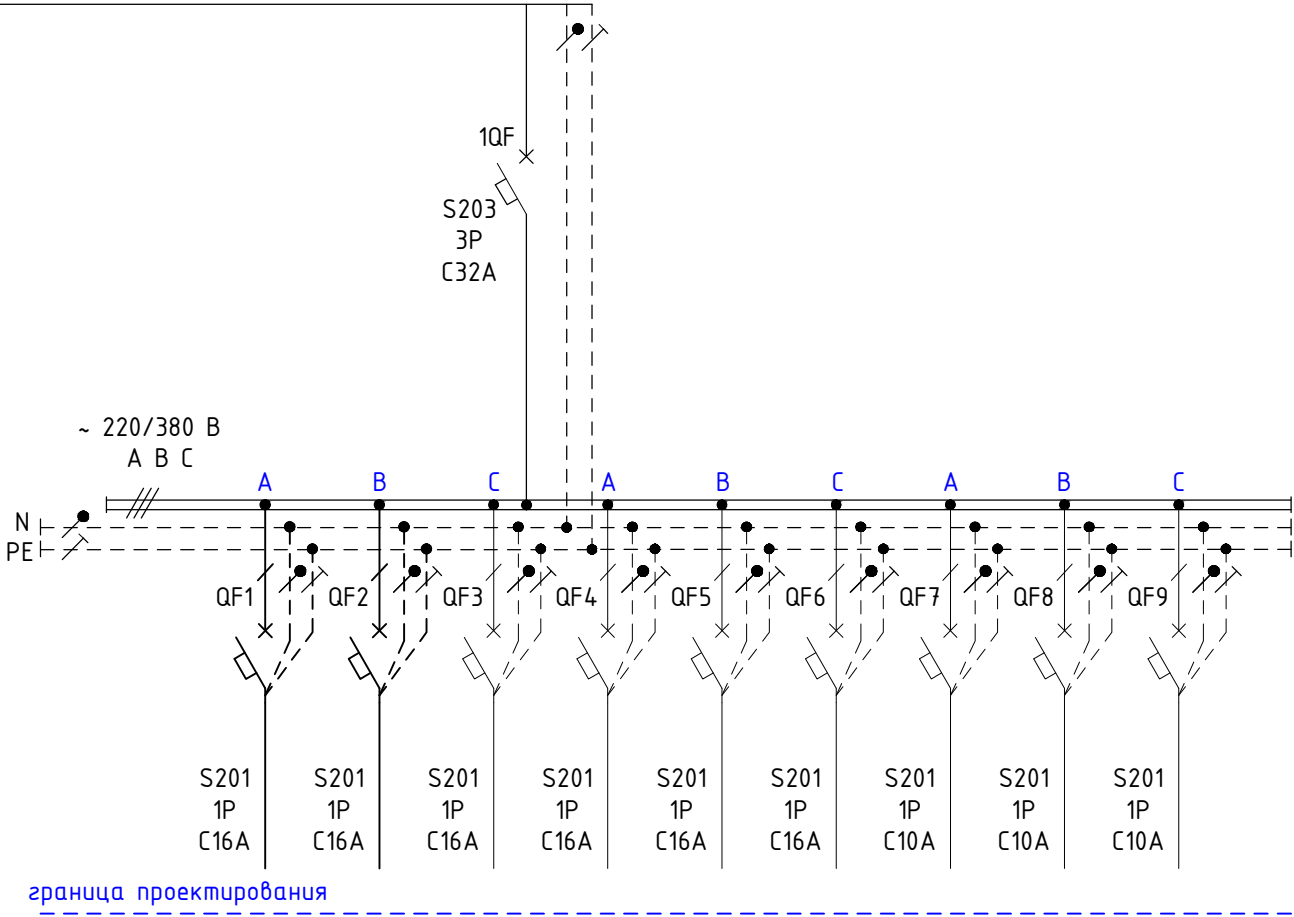 1QF
S203
3P
C32A
~ 220/380 В
A B C
A B C A B C A B C
N
PE
QF1 QF2 QF3 QF4 QF5 QF6 QF7 QF8 QF9
S201 S201 S201 S201 S201 S201 S201 S201 S201
1P 1P 1P 1P 1P 1P 1P 1P 1P
C16A C16A C16A C16A C16A C16A C10A C10A C10A
граница проектирования